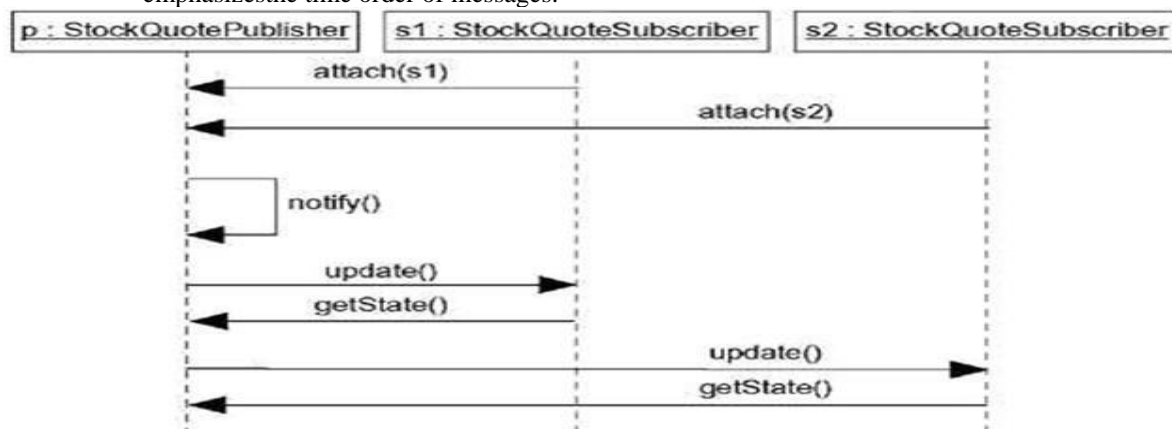 emphasizesthe time order of messages.
p : StockQuotePublisher s1 : StockQuoteSubscriber s2 : StockQuoteSubscriber
attach(s1)
attach(s2)
notify()
update()
getState()
update()
getState()